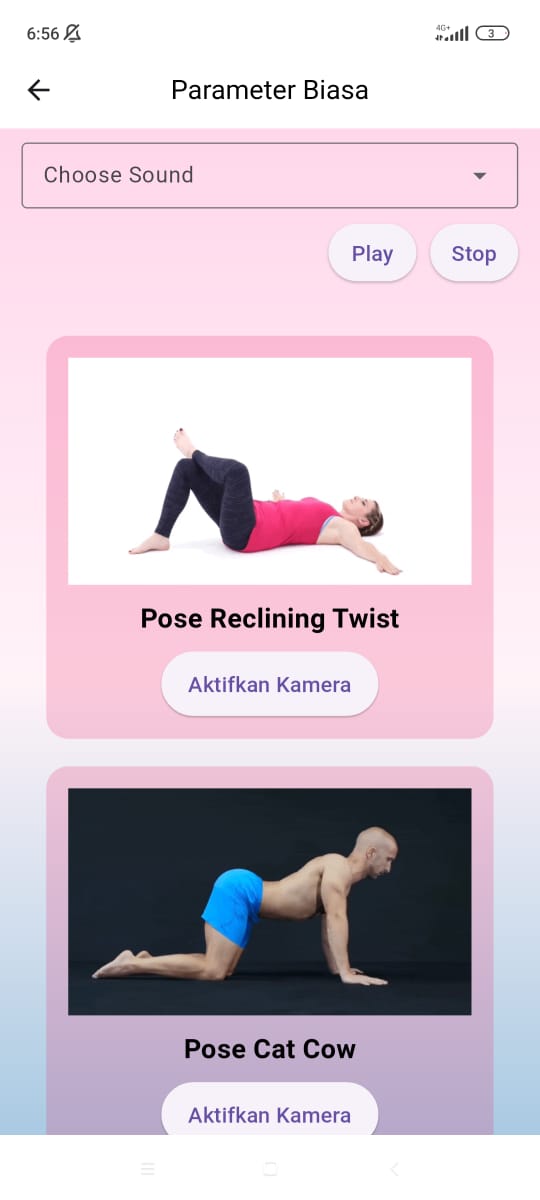 6:56
4G+
3
Parameter Biasa
Choose Sound
Play
Stop
Pose Reclining Twist
Aktifkan Kamera
Pose Cat Cow
Aktifkan Kamera